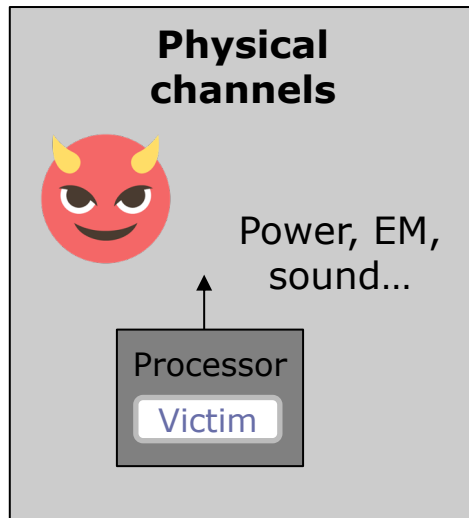 Physical
channels
Power, EM,
sound…
Processor
Victim